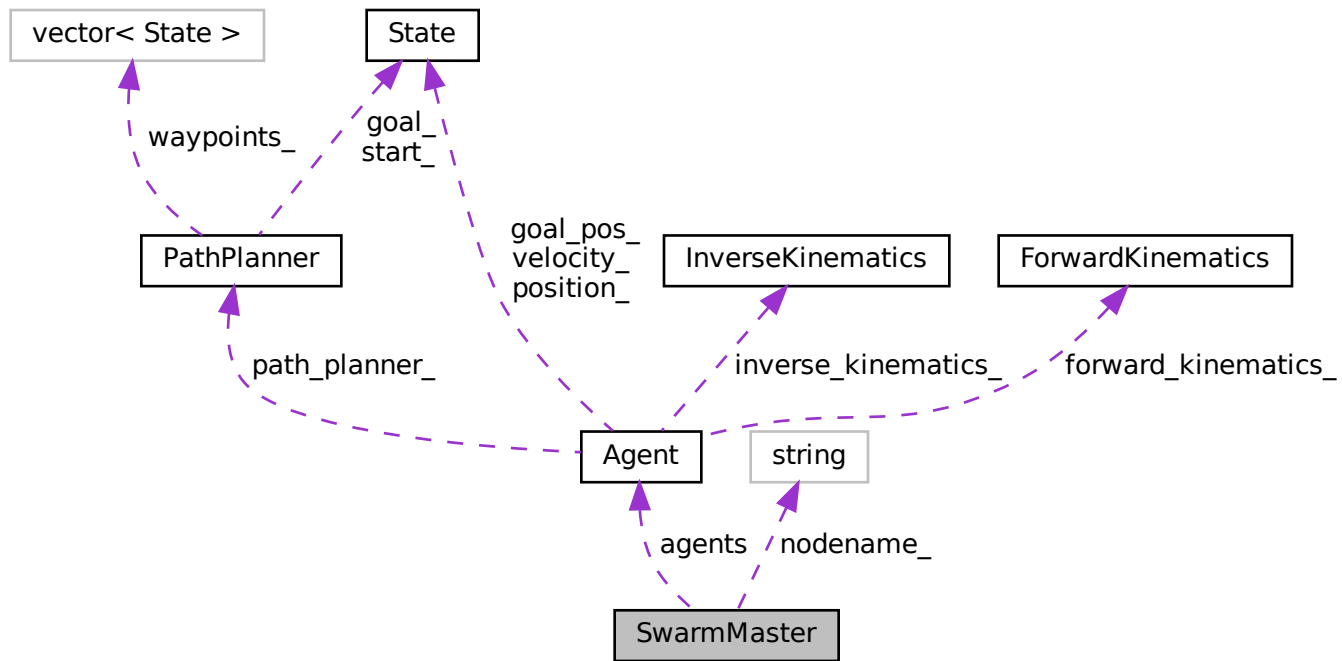 vector< State >
State
waypoints_
goal_
start_
PathPlanner
goal_pos_
velocity_
position_
InverseKinematics
ForwardKinematics
path_planner_
inverse_kinematics_
forward_kinematics_
Agent
string
agents
nodename_
SwarmMaster